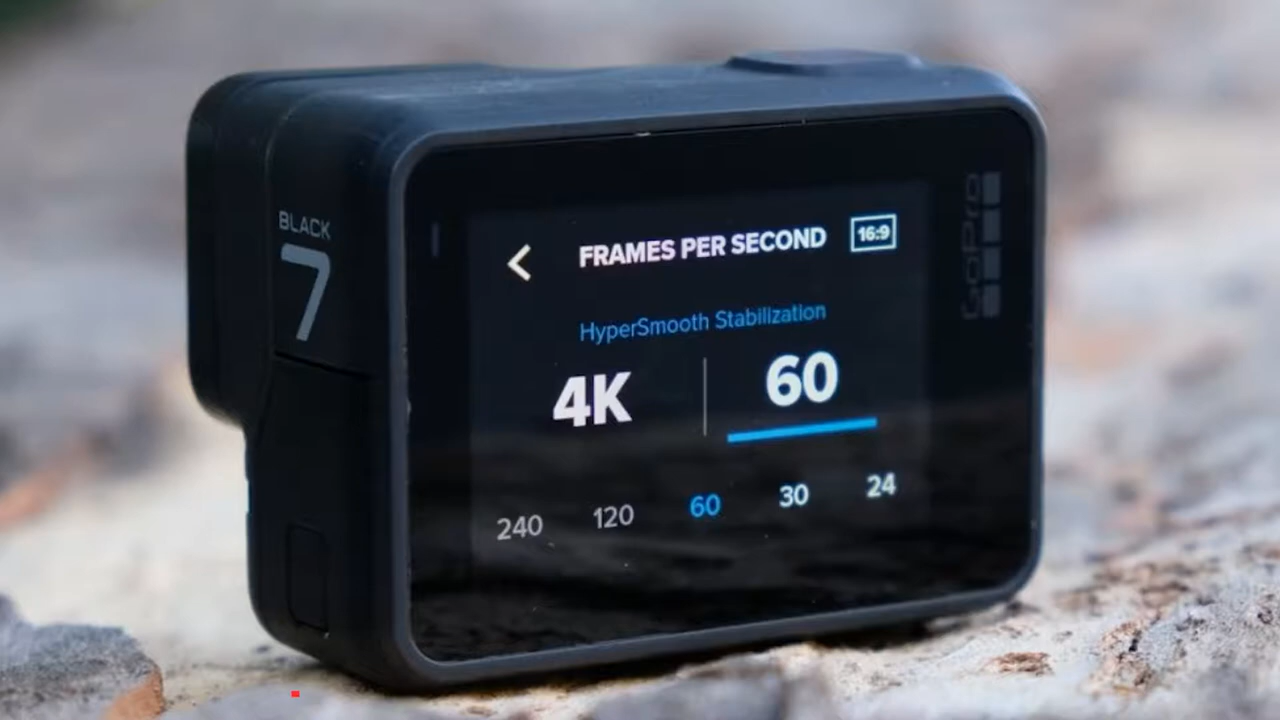 BLACK
7
FRAMES PER SECOND
16:9
HyperSmooth Stabilization
4K
60
240
120
60
30
24
GoPro